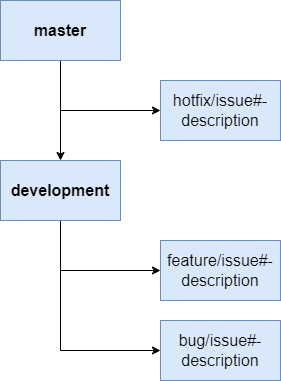 master
hotfix/issue#-
description
development
feature/issue#-
description
bug/issue#-
description